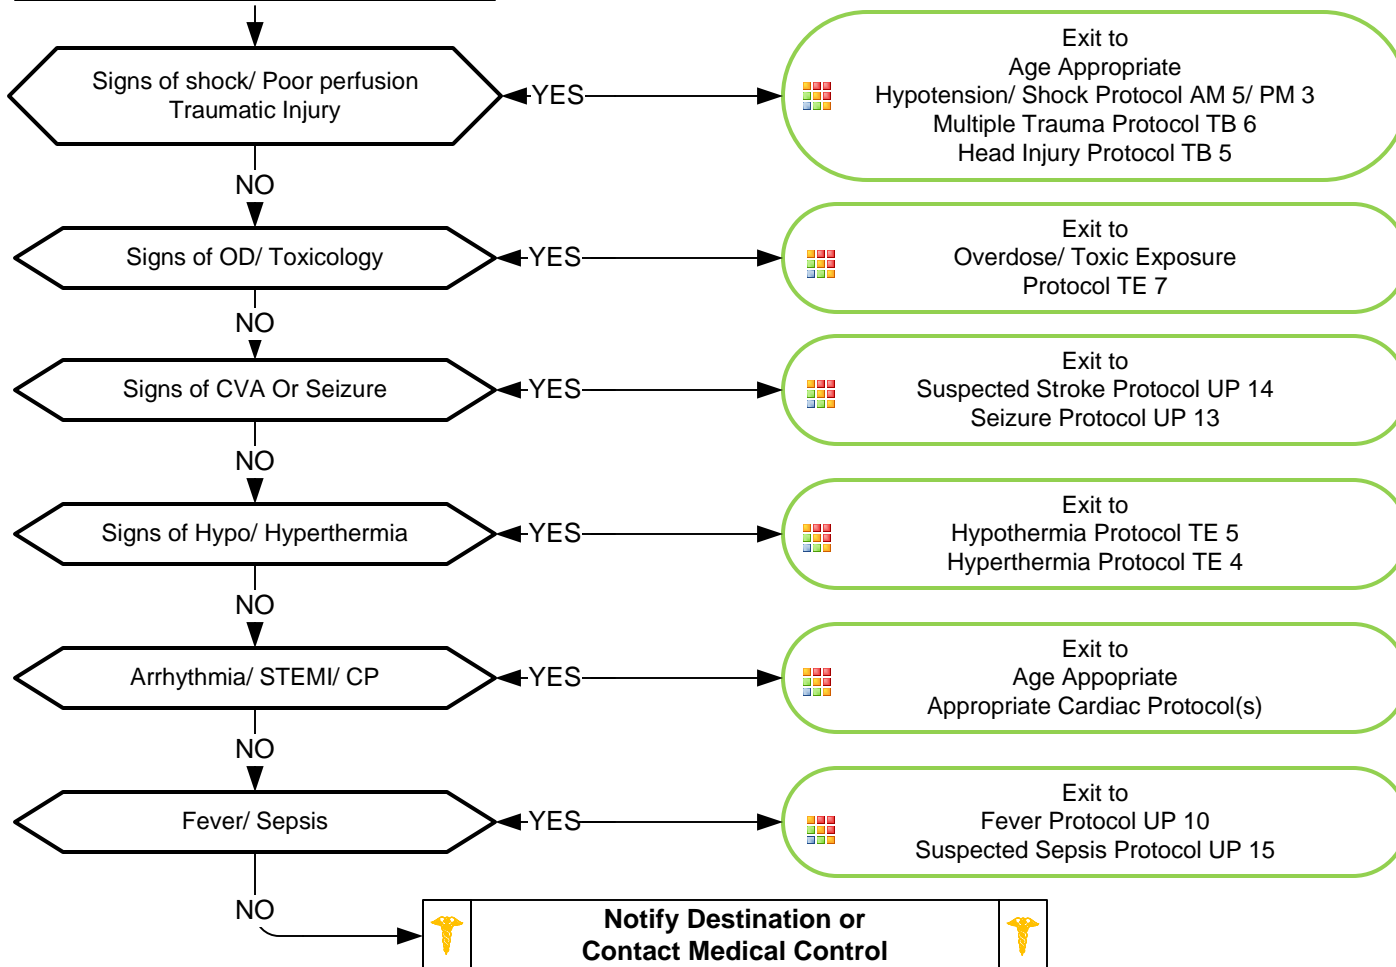 Signs of shock/ Poor perfusion
Traumatic Injury
YES
Exit to
Age Appropriate
Hypotension/ Shock Protocol AM 5/ PM 3
Multiple Trauma Protocol TB 6
Head Injury Protocol TB 5
NO
Signs of OD/ Toxicology
YES
Exit to
Overdose/ Toxic Exposure
Protocol TE 7
NO
Signs of CVA Or Seizure
YES
Exit to
Suspected Stroke Protocol UP 14
Seizure Protocol UP 13
NO
Signs of Hypo/ Hyperthermia
YES
Exit to
Hypothermia Protocol TE 5
Hyperthermia Protocol TE 4
NO
Arrhythmia/ STEMI/ CP
YES
Exit to
Age Appopriate
Appropriate Cardiac Protocol(s)
NO
Fever/ Sepsis
YES
Exit to
Fever Protocol UP 10
Suspected Sepsis Protocol UP 15
NO
Notify Destination or
Contact Medical Control